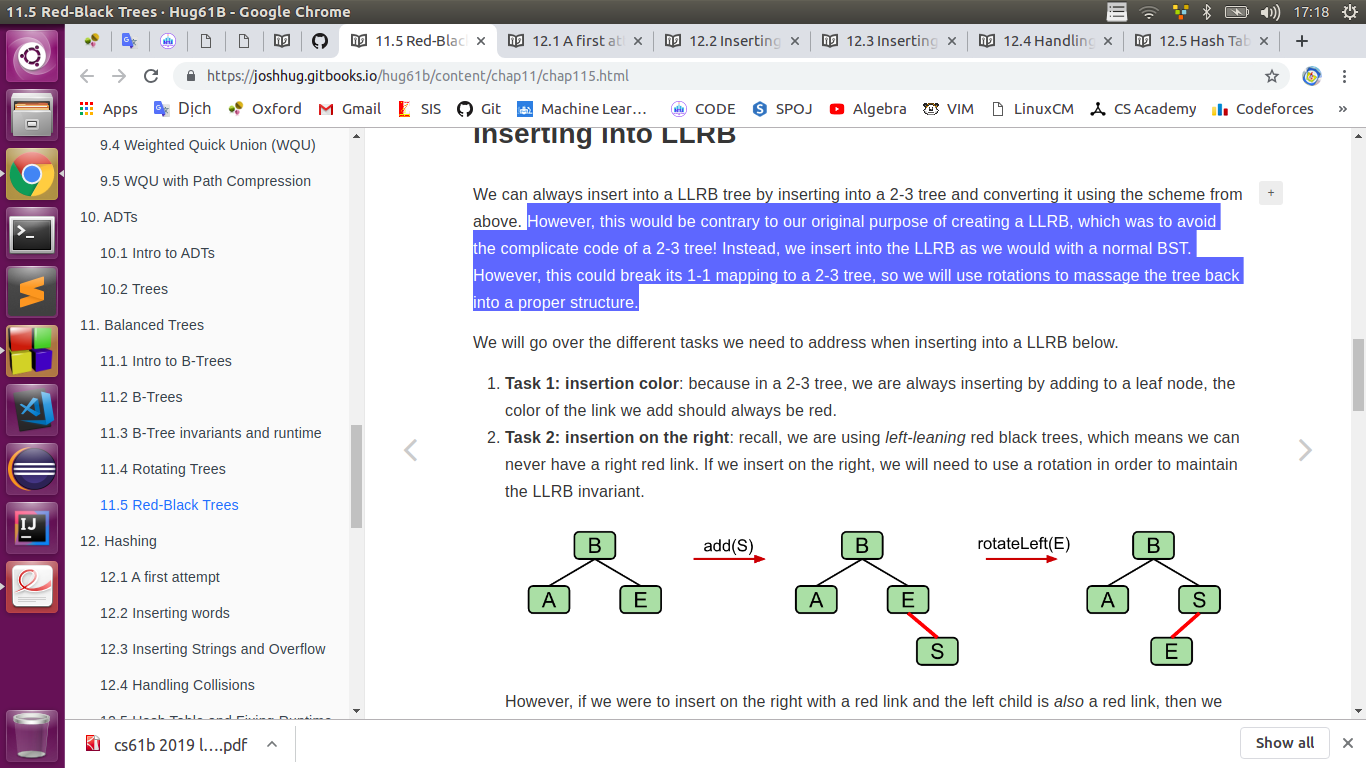 11.5 Red-Black Trees · Hug61B - Google Chrome
17:18
11.5 Red-Blac
12.1 A first at
12.2 Inserting
12.3 Inserting
12.4 Handling
12.5 Hash Tab
https://joshhug.gitbooks.io/hug61b/content/chap11/chap115.html
Apps
Dịch
Oxford
Gmail
SIS
Git
Machine Lear…
CODE
SPOJ
Algebra
VIM
LinuxCM
CS Academy
Codeforces
»
9.4 Weighted Quick Union (WQU)
9.5 WQU with Path Compression
10. ADTs
10.1 Intro to ADTs
10.2 Trees
11. Balanced Trees
11.1 Intro to B-Trees
11.2 B-Trees
11.3 B-Tree invariants and runtime
11.4 Rotating Trees
11.5 Red-Black Trees
12. Hashing
12.1 A first attempt
12.2 Inserting words
12.3 Inserting Strings and Overflow
12.4 Handling Collisions
12.5 Hash Table and Fixing Runtime
Inserting into LLRB
We can always insert into a LLRB tree by inserting into a 2-3 tree and converting it using the scheme from
above. However, this would be contrary to our original purpose of creating a LLRB, which was to avoid
the complicate code of a 2-3 tree! Instead, we insert into the LLRB as we would with a normal BST.
However, this could break its 1-1 mapping to a 2-3 tree, so we will use rotations to massage the tree back
into a proper structure.
+
We will go over the different tasks we need to address when inserting into a LLRB below.
1. Task 1: insertion color: because in a 2-3 tree, we are always inserting by adding to a leaf node, the
color of the link we add should always be red.
2. Task 2: insertion on the right: recall, we are using left-leaning red black trees, which means we can
never have a right red link. If we insert on the right, we will need to use a rotation in order to maintain
the LLRB invariant.
B
A
E
add(S)
B
A
E
S
rotateLeft(E)
B
A
S
E
However, if we were to insert on the right with a red link and the left child is also a red link, then we
cs61b 2019 l….pdf
Show all